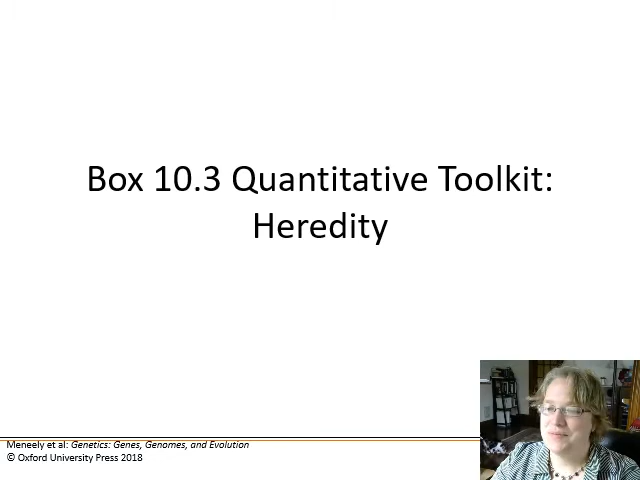 Box 10.3 Quantitative Toolkit:
Heredity
Meneely et al: Genetics: Genes, Genomes, and Evolution
© Oxford University Press 2018